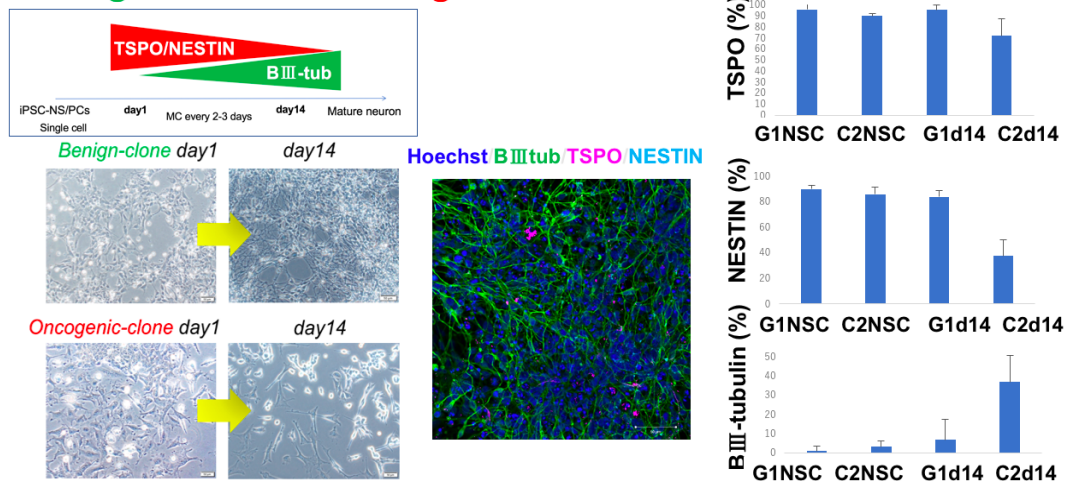 TSPO/NESTIN
BⅢ-tub
iPSC-NS/PCs day1 MC every 2-3 days day14 Mature neuron
Single cell
Benign-clone day1 day14
Oncogenic-clone day1 day14
Hoechst/BⅢtub/TSPO/NESTIN
TSPO (%)
100
90
80
70
60
50
40
30
20
10
0
G1NSC C2NSC G1d14 C2d14
NESTIN (%)
100
80
60
40
20
0
G1NSC C2NSC G1d14 C2d14
BⅢ-tubulin (%)
50
40
30
20
10
0
G1NSC C2NSC G1d14 C2d14